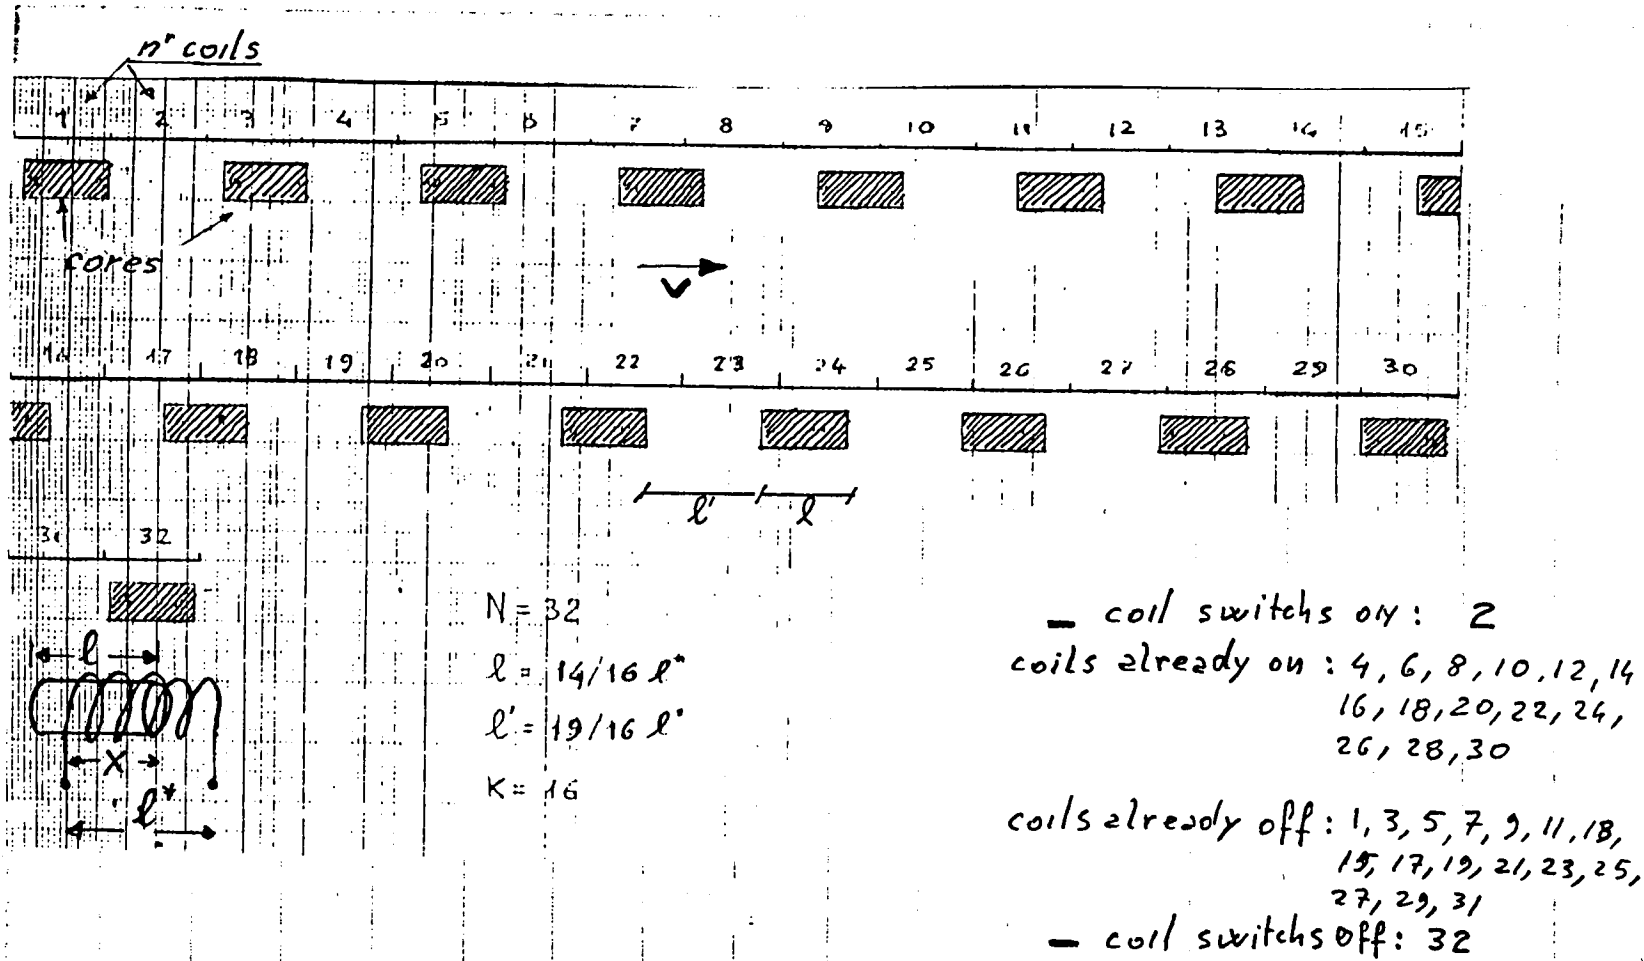 nʳ coils
1 2 3 4 5 6 7 8 9 10 11 12 13 14 15
cores
v
16 17 18 19 20 21 22 23 24 25 26 27 28 29 30
l' l
31 32
l
x
l*
N = 32
l = 14/16 l*
l' = 19/16 l*
K = 16
– coil switchs on: 2
coils already on: 4, 6, 8, 10, 12, 14
16, 18, 20, 22, 24,
26, 28, 30
coils already off: 1, 3, 5, 7, 9, 11, 18,
15, 17, 19, 21, 23, 25,
27, 29, 31
– coil switchs off: 32